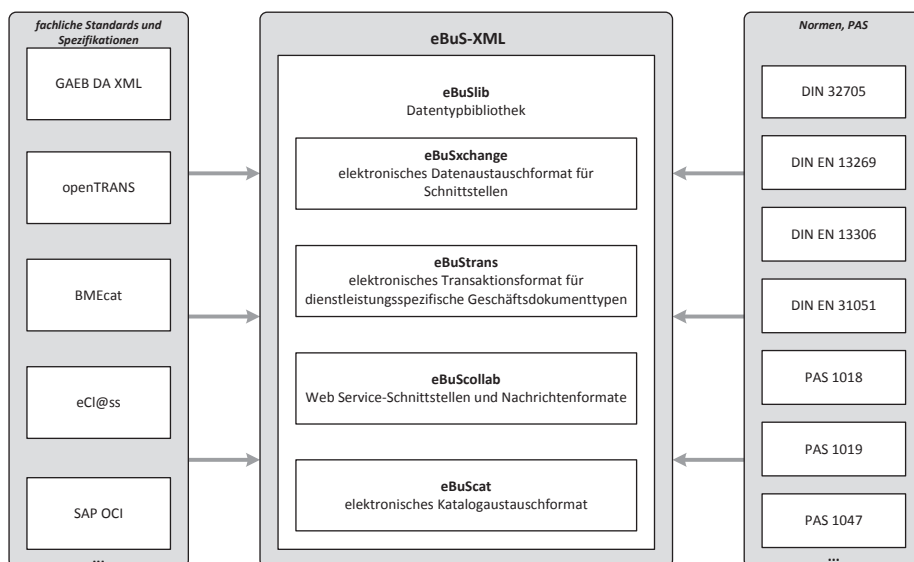 fachliche Standards und
Spezifikationen
GAEB DA XML
openTRANS
BMEcat
eCl@ss
SAP OCI
...
eBuS-XML
eBuSlib
Datentypbibliothek
eBuSxchange
elektronisches Datenaustauschformat für
Schnittstellen
eBuStrans
elektronisches Transaktionsformat für
dienstleistungsspezifische Geschäftsdokumenttypen
eBuScollab
Web Service-Schnittstellen und Nachrichtenformate
eBuScat
elektronisches Katalogaustauschformat
Normen, PAS
DIN 32705
DIN EN 13269
DIN EN 13306
DIN EN 31051
PAS 1018
PAS 1019
PAS 1047
...